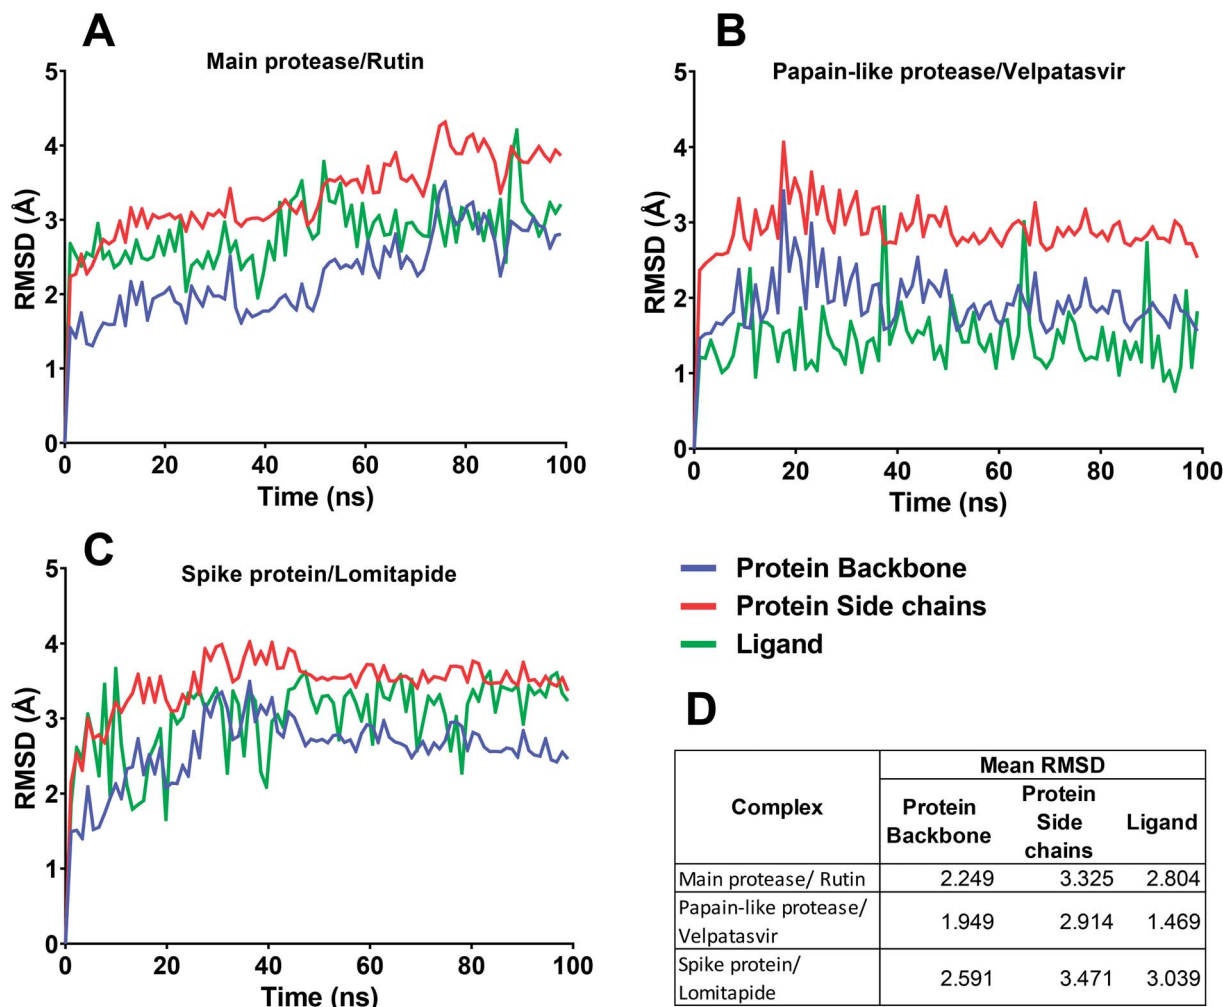 A
Main protease/Rutin
RMSD (Å)
5
4
3
2
1
0
0 20 40 60 80 100
Time (ns)
B
Papain-like protease/Velpatasvir
RMSD (Å)
5
4
3
2
1
0
0 20 40 60 80 100
Time (ns)
C
Spike protein/Lomitapide
RMSD (Å)
5
4
3
2
1
0
0 20 40 60 80 100
Time (ns)
Protein Backbone
Protein Side chains
Ligand
D
Mean RMSD
Complex
Protein
Backbone
Protein
Side
chains
Ligand
Main protease/ Rutin 2.249 3.325 2.804
Papain-like protease/
Velpatasvir
1.949 2.914 1.469
Spike protein/
Lomitapide
2.591 3.471 3.039